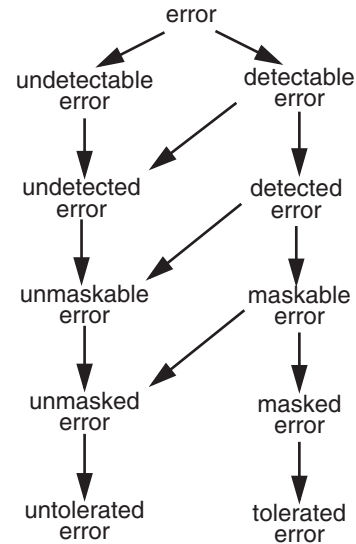 error
undetectable
error
detectable
error
undetected
error
detected
error
unmaskable
error
maskable
error
unmasked
error
masked
error
untolerated
error
tolerated
error